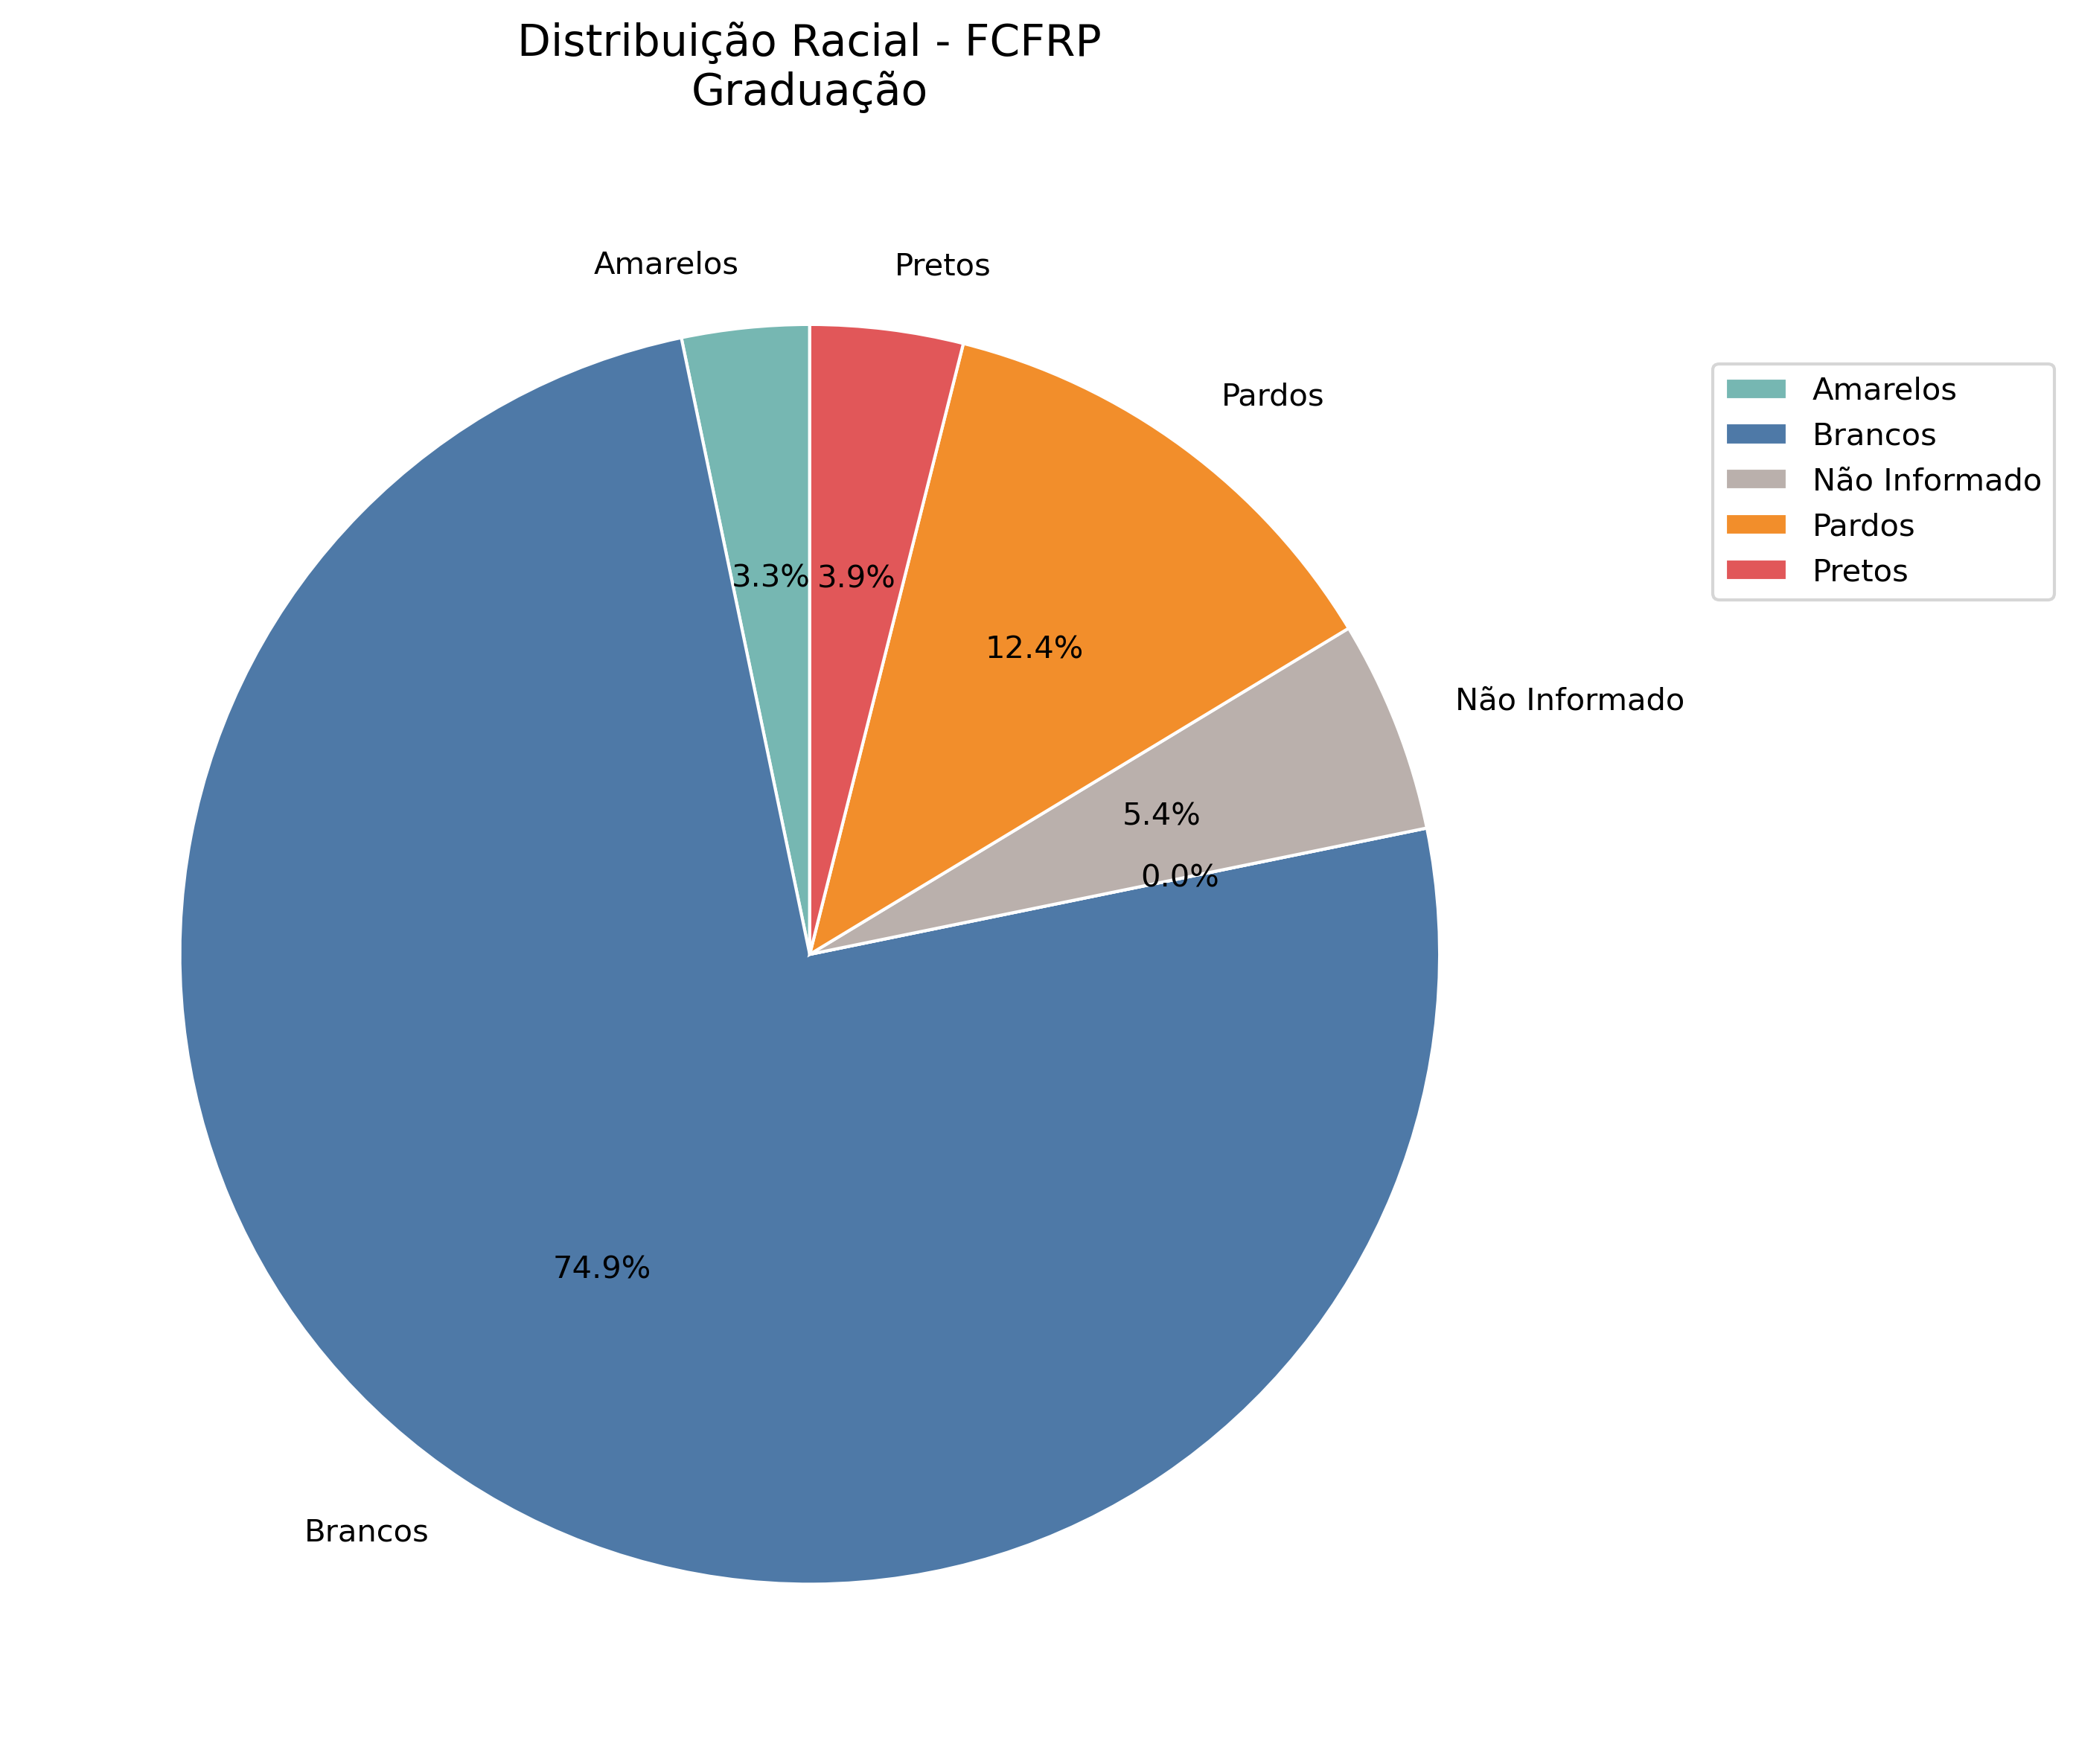 Distribuição Racial - FCFRP
Graduação
Amarelos
Pretos
Pardos
Não Informado
Brancos
3.3%
3.9%
12.4%
5.4%
0.0%
74.9%
Amarelos
Brancos
Não Informado
Pardos
Pretos